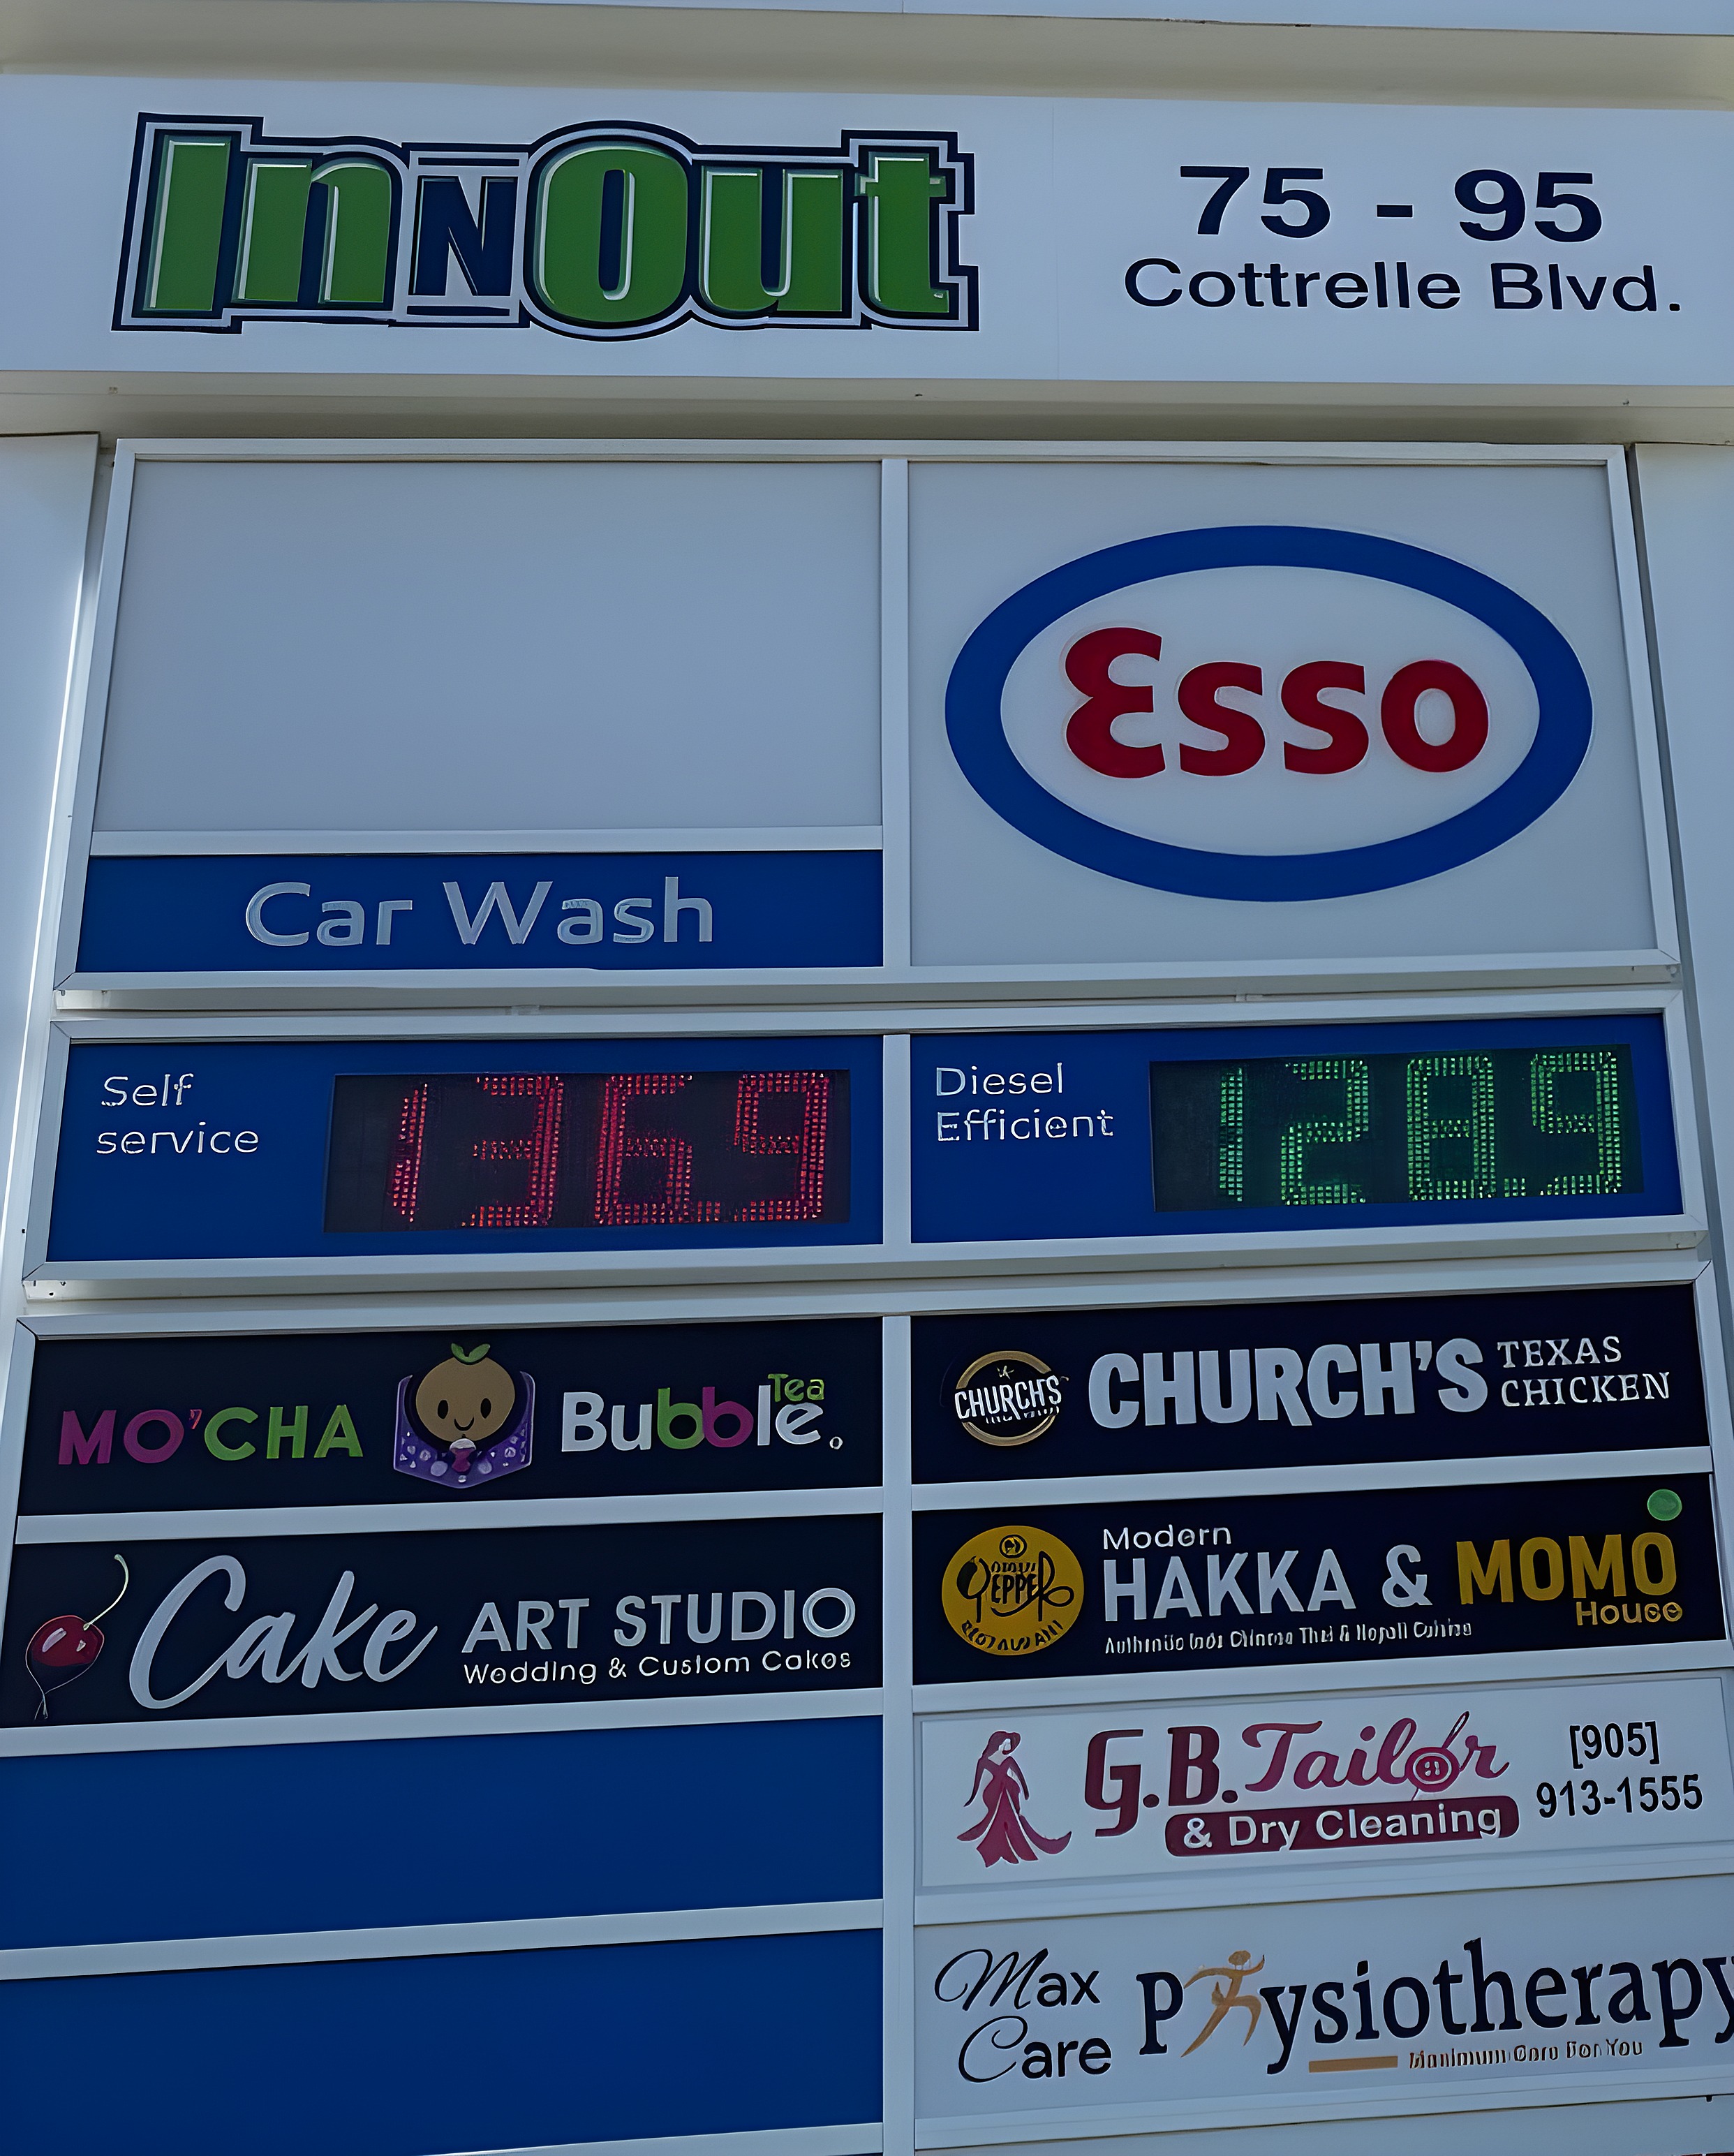 InNOut
75 - 95
Cottrelle Blvd.
Esso
Car Wash
Self
service
136.9
Diesel
Efficient
128.9
MO'CHA Bubble Tea
CHURCH'S
CHURCH'S TEXAS
CHICKEN
Cake ART STUDIO
Wedding & Custom Cakes
Modern
HAKKA & MOMO
House
G.B. Tailor
& Dry Cleaning
[905]
913-1555
Max
Care
Physiotherapy